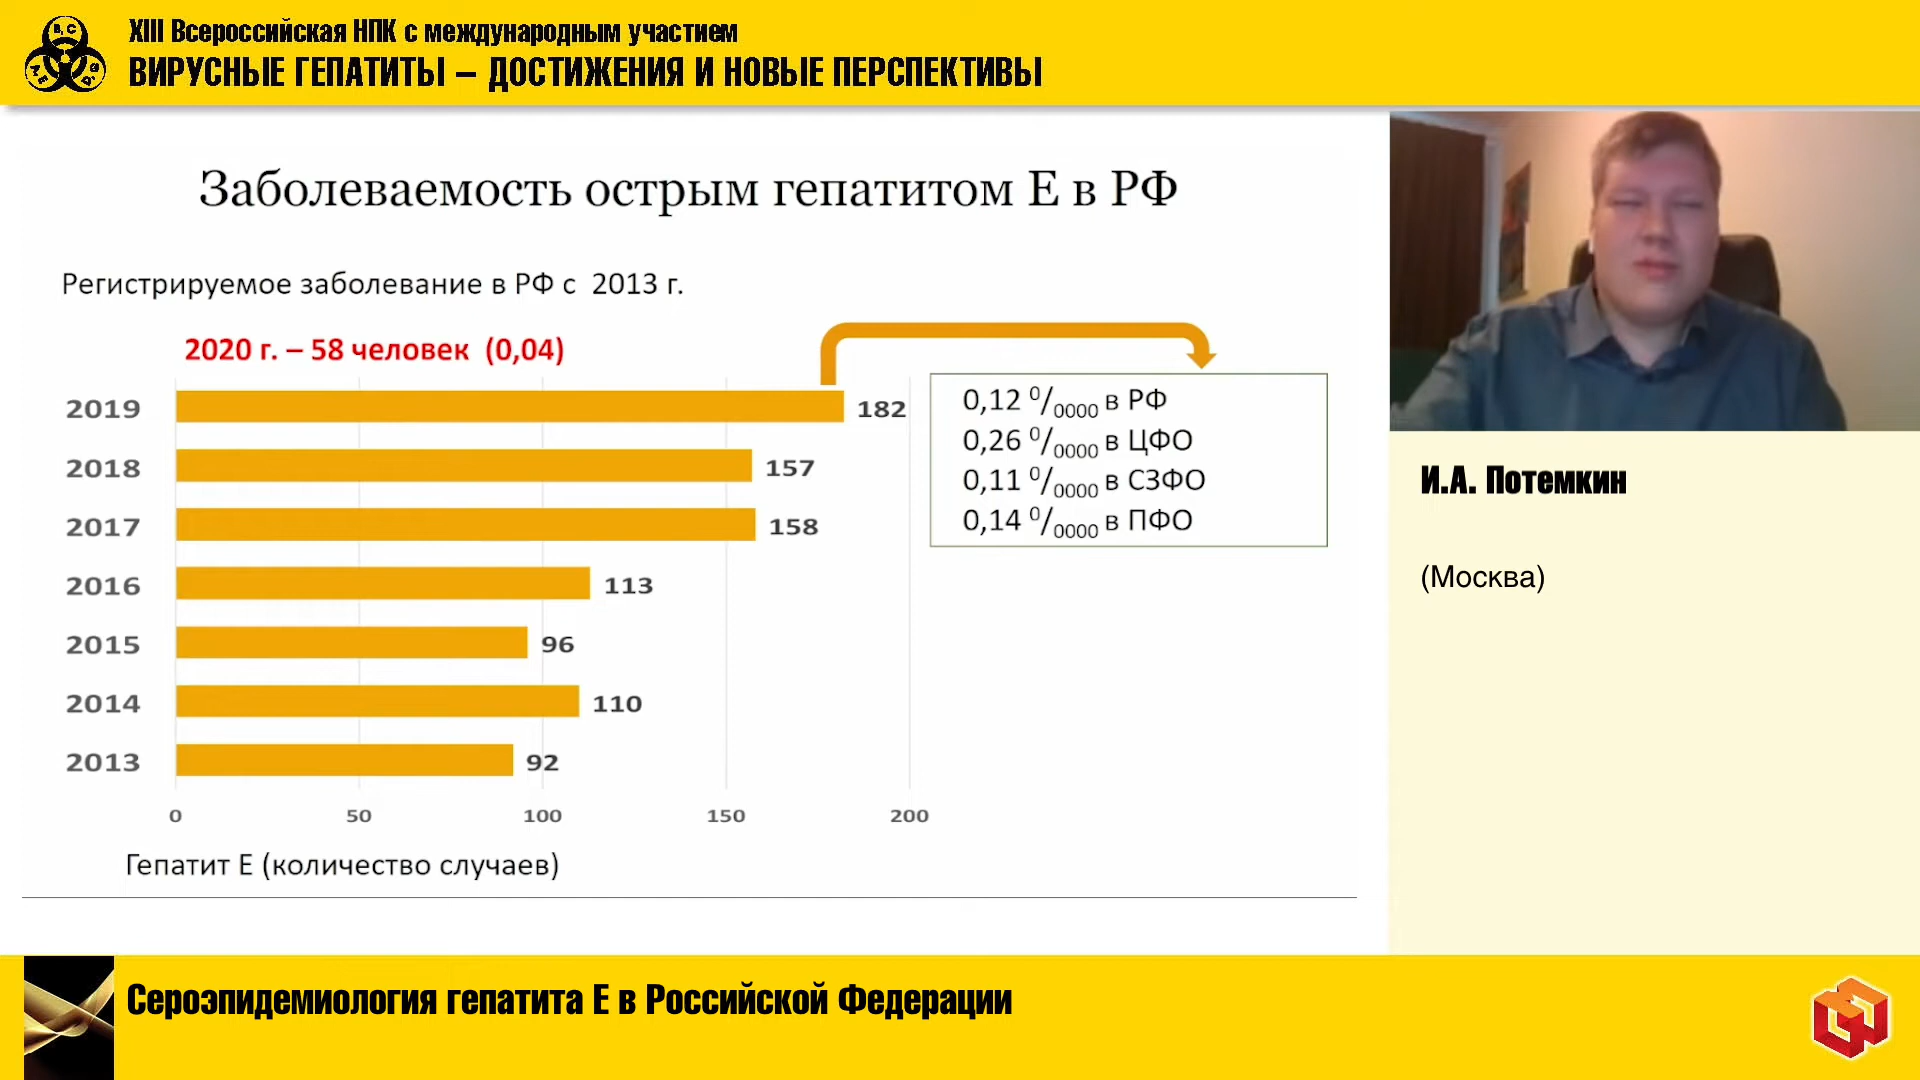 XIII Всероссийская НПК с международным участием
ВИРУСНЫЕ ГЕПАТИТЫ – ДОСТИЖЕНИЯ И НОВЫЕ ПЕРСПЕКТИВЫ
Заболеваемость острым гепатитом Е в РФ
Регистрируемое заболевание в РФ с 2013 г.
2020 г. – 58 человек (0,04)
2019 182
2018 157
2017 158
2016 113
2015 96
2014 110
2013 92
0 50 100 150 200
Гепатит Е (количество случаев)
0,12 ⁰/₀₀₀₀ в РФ
0,26 ⁰/₀₀₀₀ в ЦФО
0,11 ⁰/₀₀₀₀ в СЗФО
0,14 ⁰/₀₀₀₀ в ПФО
И.А. Потемкин
(Москва)
Сероэпидемиология гепатита Е в Российской Федерации